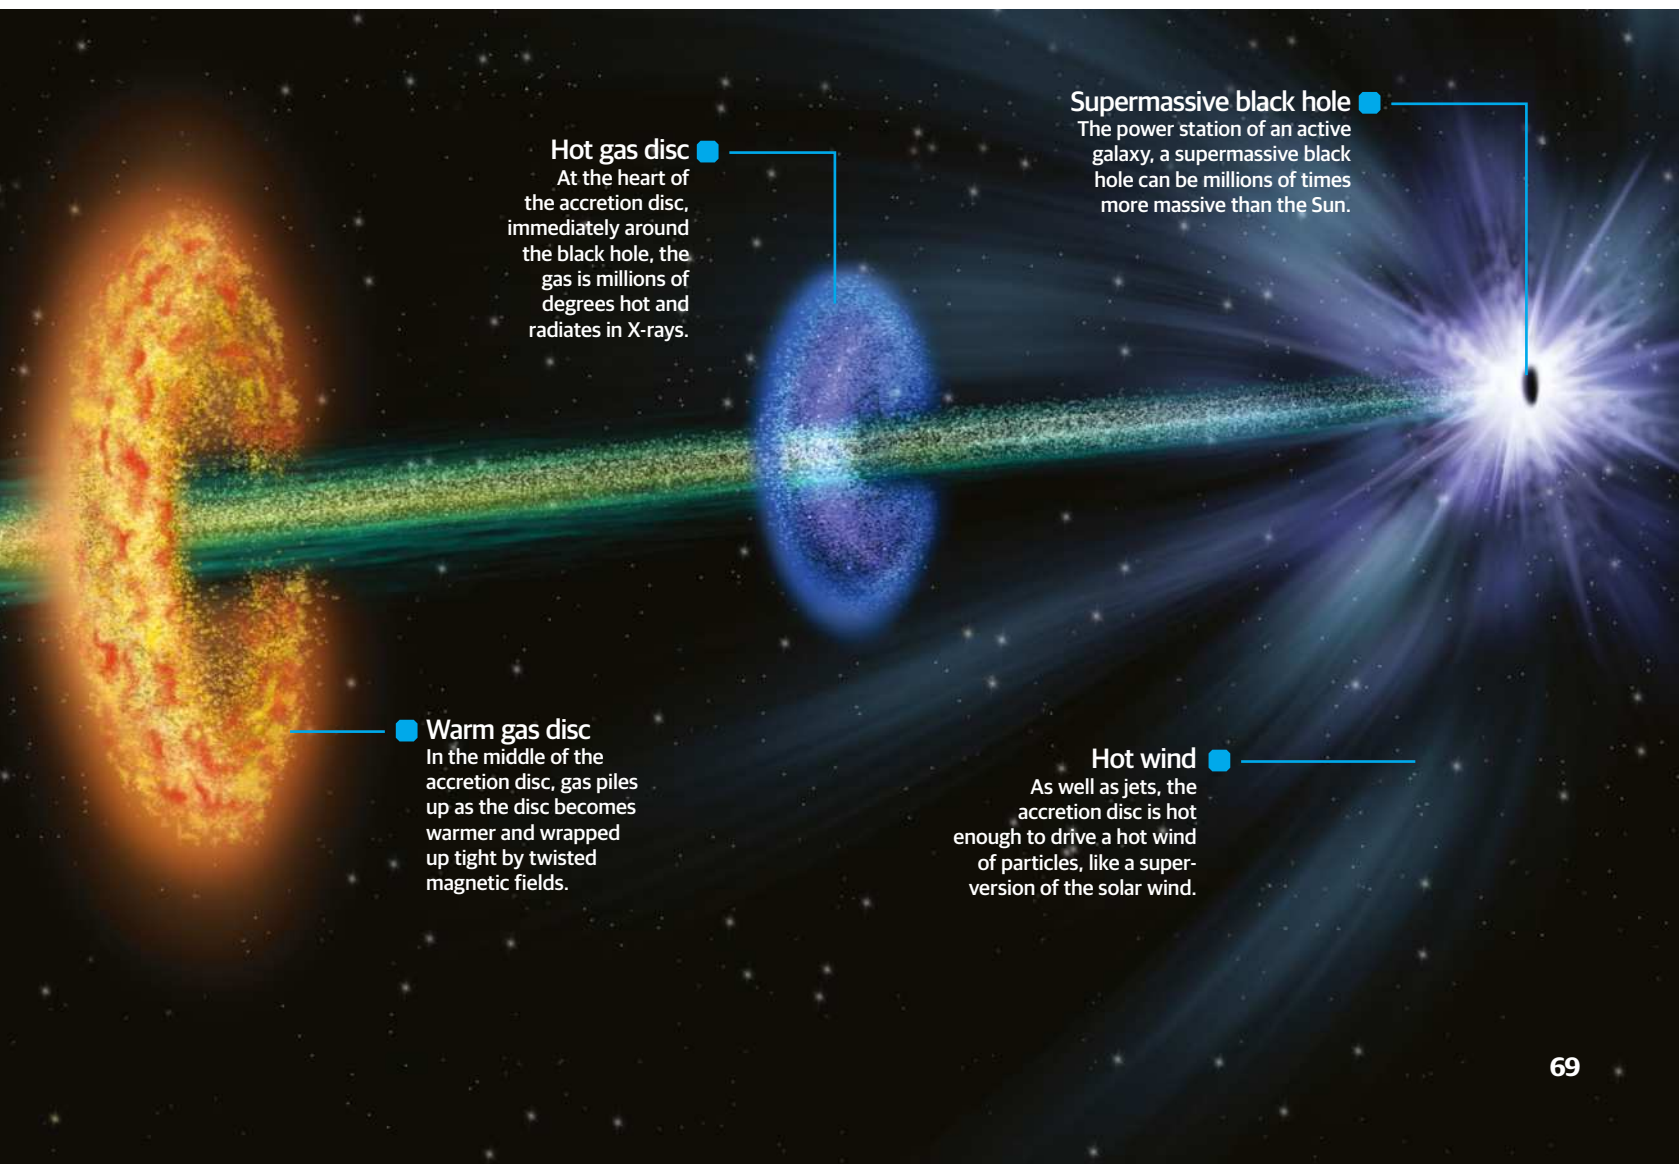 Supermassive black hole
The power station of an active
galaxy, a supermassive black
hole can be millions of times
more massive than the Sun.
Hot gas disc
At the heart of
the accretion disc,
immediately around
the black hole, the
gas is millions of
degrees hot and
radiates in X-rays.
Warm gas disc
In the middle of the
accretion disc, gas piles
up as the disc becomes
warmer and wrapped
up tight by twisted
magnetic fields.
Hot wind
As well as jets, the
accretion disc is hot
enough to drive a hot wind
of particles, like a super-
version of the solar wind.
69